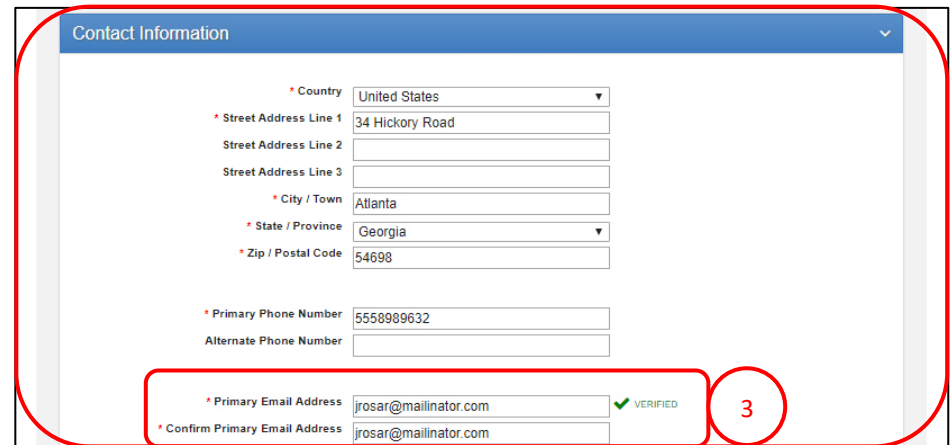 Contact Information
* Country United States
* Street Address Line 1 34 Hickory Road
Street Address Line 2
Street Address Line 3
* City / Town Atlanta
* State / Province Georgia
* Zip / Postal Code 54698
* Primary Phone Number 5558989632
Alternate Phone Number
* Primary Email Address jrosar@mailinator.com VERIFIED
3
* Confirm Primary Email Address jrosar@mailinator.com